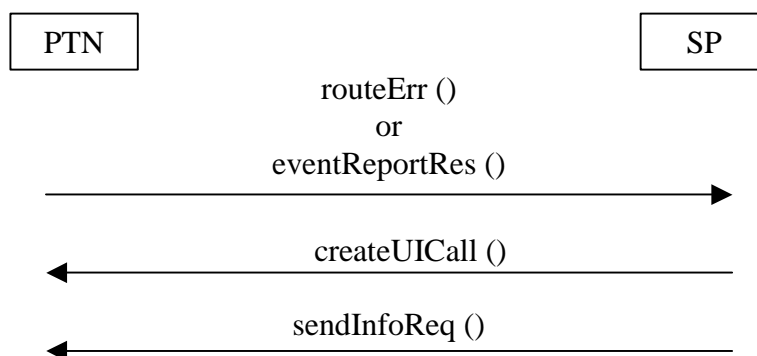 PTN
SP
routeErr ()
or
eventReportRes ()
createUICall ()
sendInfoReq ()